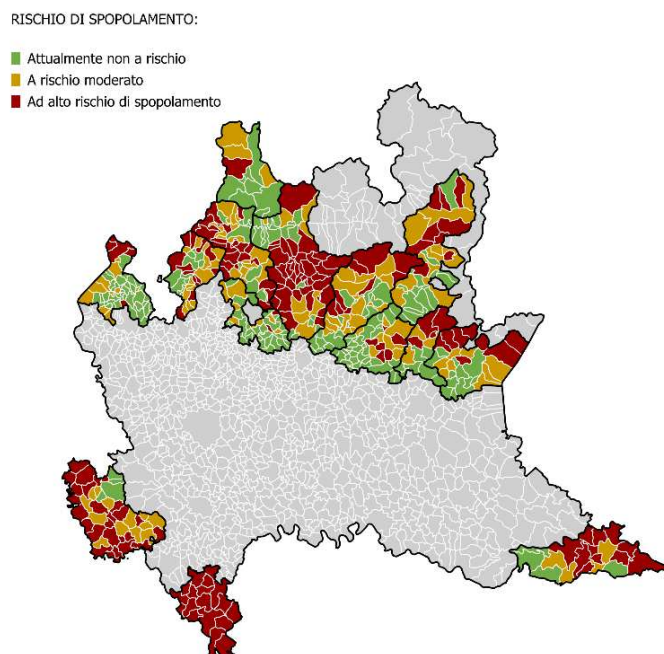 RISCHIO DI SPOPOLAMENTO:
Attualmente non a rischio
A rischio moderato
Ad alto rischio di spopolamento